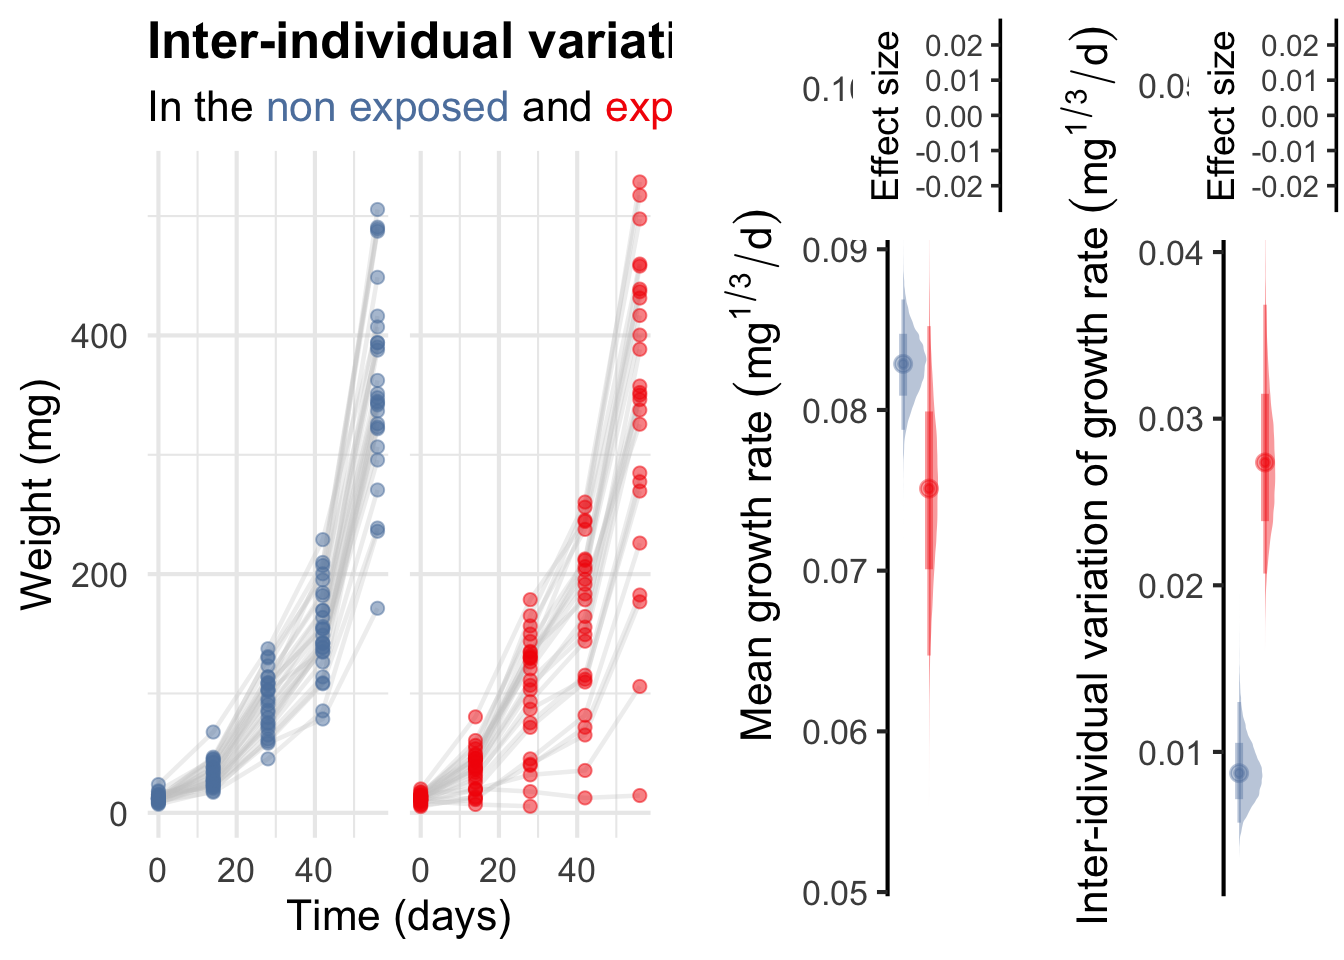 Inter-individual variati
In the non exposed and exp
Weight (mg)
400
200
0
0 20 40
0 20 40
Time (days)
Mean growth rate (mg1/3/d)
0.09
0.08
0.07
0.06
0.05
Effect size
0.02
0.01
0.00
-0.01
-0.02
Inter-idividual variation of growth rate (mg1/3/d)
0.04
0.03
0.02
0.01
Effect size
0.02
0.01
0.00
-0.01
-0.02